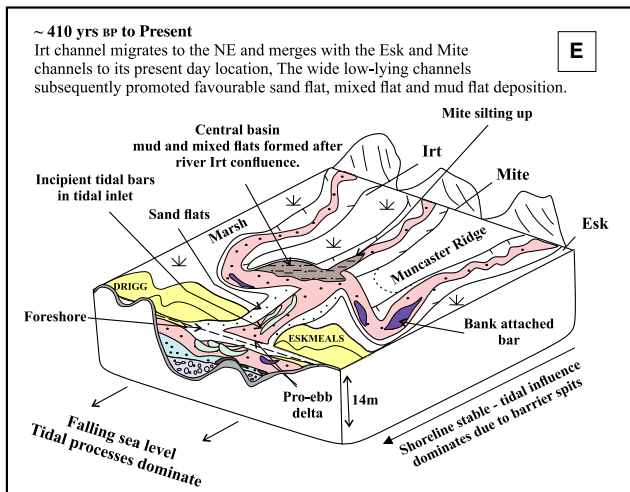 ~ 410 yrs BP to Present
E
Irt channel migrates to the NE and merges with the Esk and Mite
channels to its present day location, The wide low-lying channels
subsequently promoted favourable sand flat, mixed flat and mud flat deposition.
Mite silting up
Central basin
mud and mixed flats formed after
river Irt confluence.
Irt
Mite
Esk
Incipient tidal bars
in tidal inlet
Sand flats
Marsh
Muncaster Ridge
DRIGG
Foreshore
ESKMEALS
Bank attached
bar
Pro-ebb
delta
14m
Shoreline stable - tidal influence
dominates due to barrier spits
Falling sea level
Tidal processes dominate